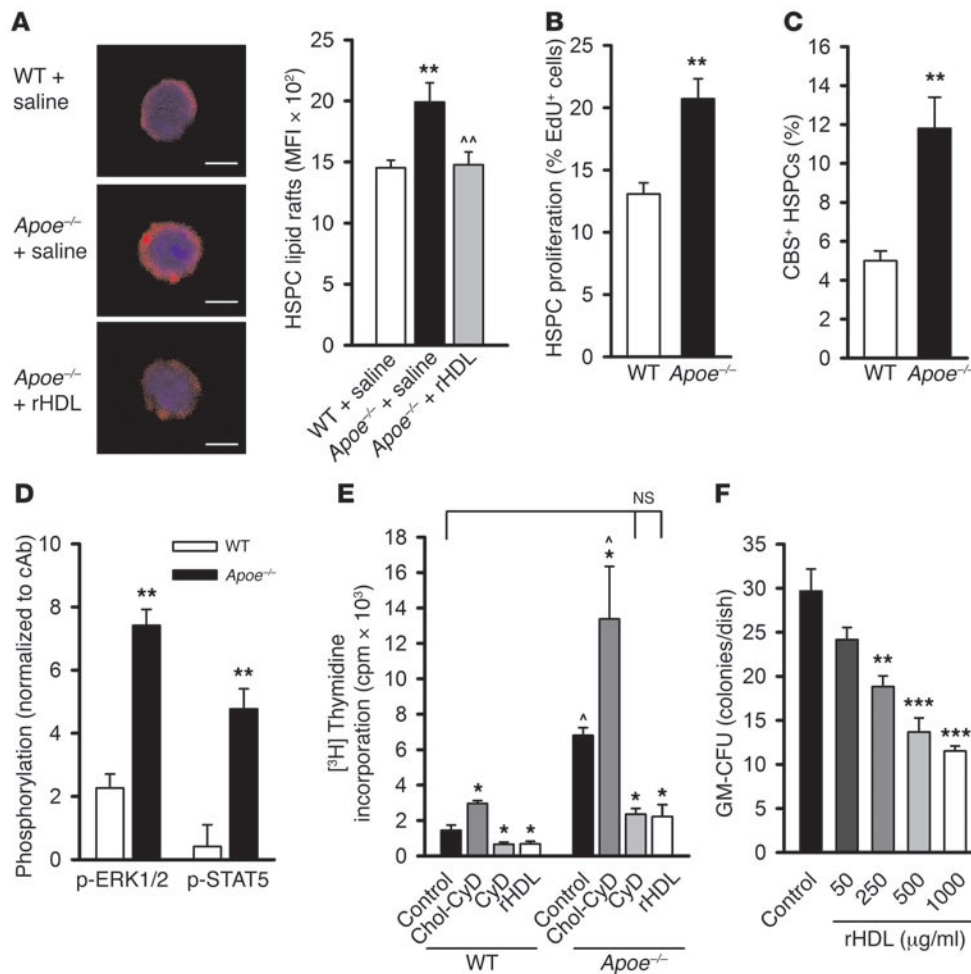 A
WT +
saline
Apoe–/–
+ saline
Apoe–/–
+ rHDL
HSPC lipid rafts (MFI × 10²)
25
20
15
10
5
0
**
^^
WT + saline
Apoe–/– + saline
Apoe–/– + rHDL
B
HSPC proliferation (% EdU+ cells)
25
20
15
10
5
0
**
WT Apoe–/–
C
CBS+ HSPCs (%)
16
14
12
10
8
6
4
2
0
**
WT Apoe–/–
D
Phosphorylation (normalized to cAb)
10
8
6
4
2
0
WT
Apoe–/–
**
**
p-ERK1/2 p-STAT5
E
[³H] Thymidine
incorporation (cpm × 10³)
18
16
14
12
10
8
6
4
2
0
NS
* * *
^
^
*
* *
Control
Chol-CyD
CyD
rHDL
Control
Chol-CyD
CyD
rHDL
WT Apoe–/–
F
GM-CFU (colonies/dish)
35
30
25
20
15
10
5
0
**
***
***
Control
50
250
500
1000
rHDL (μg/ml)